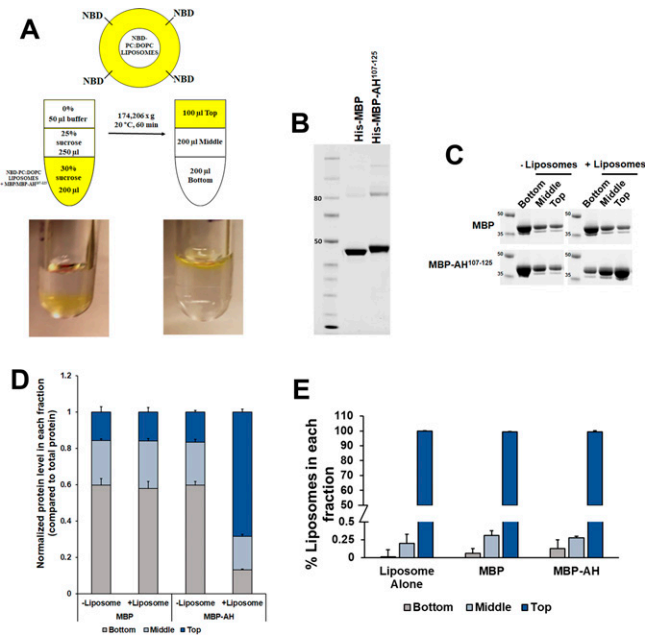 A
NBD
NBD
NBD-
PC:DOPC
LIPOSOMES
NBD
NBD
0%
50 µl buffer
25%
sucrose
250 µl
30%
sucrose
200 µl
NBD-PC:DOPC
LIPOSOMES
+ MBP/MBP-AH107-125
174,206 x g
20 °C, 60 min
100 µl Top
200 µl Middle
200 µl
Bottom
B
His-MBP
His-MBP-AH107-125
80
50
C
- Liposomes
+ Liposomes
Bottom
Middle
Top
Bottom
Middle
Top
MBP
50
35
50
35
MBP-AH107-125
50
35
50
35
D
Normalized protein level in each fraction
(compared to total protein)
1.2
1
0.8
0.6
0.4
0.2
0
-Liposome
+Liposome
-Liposome
+Liposome
MBP
MBP-AH
Bottom
Middle
Top
E
% Liposomes in each
fraction
110
100
90
80
70
60
50
0.25
0
Liposome
Alone
MBP
MBP-AH
Bottom
Middle
Top